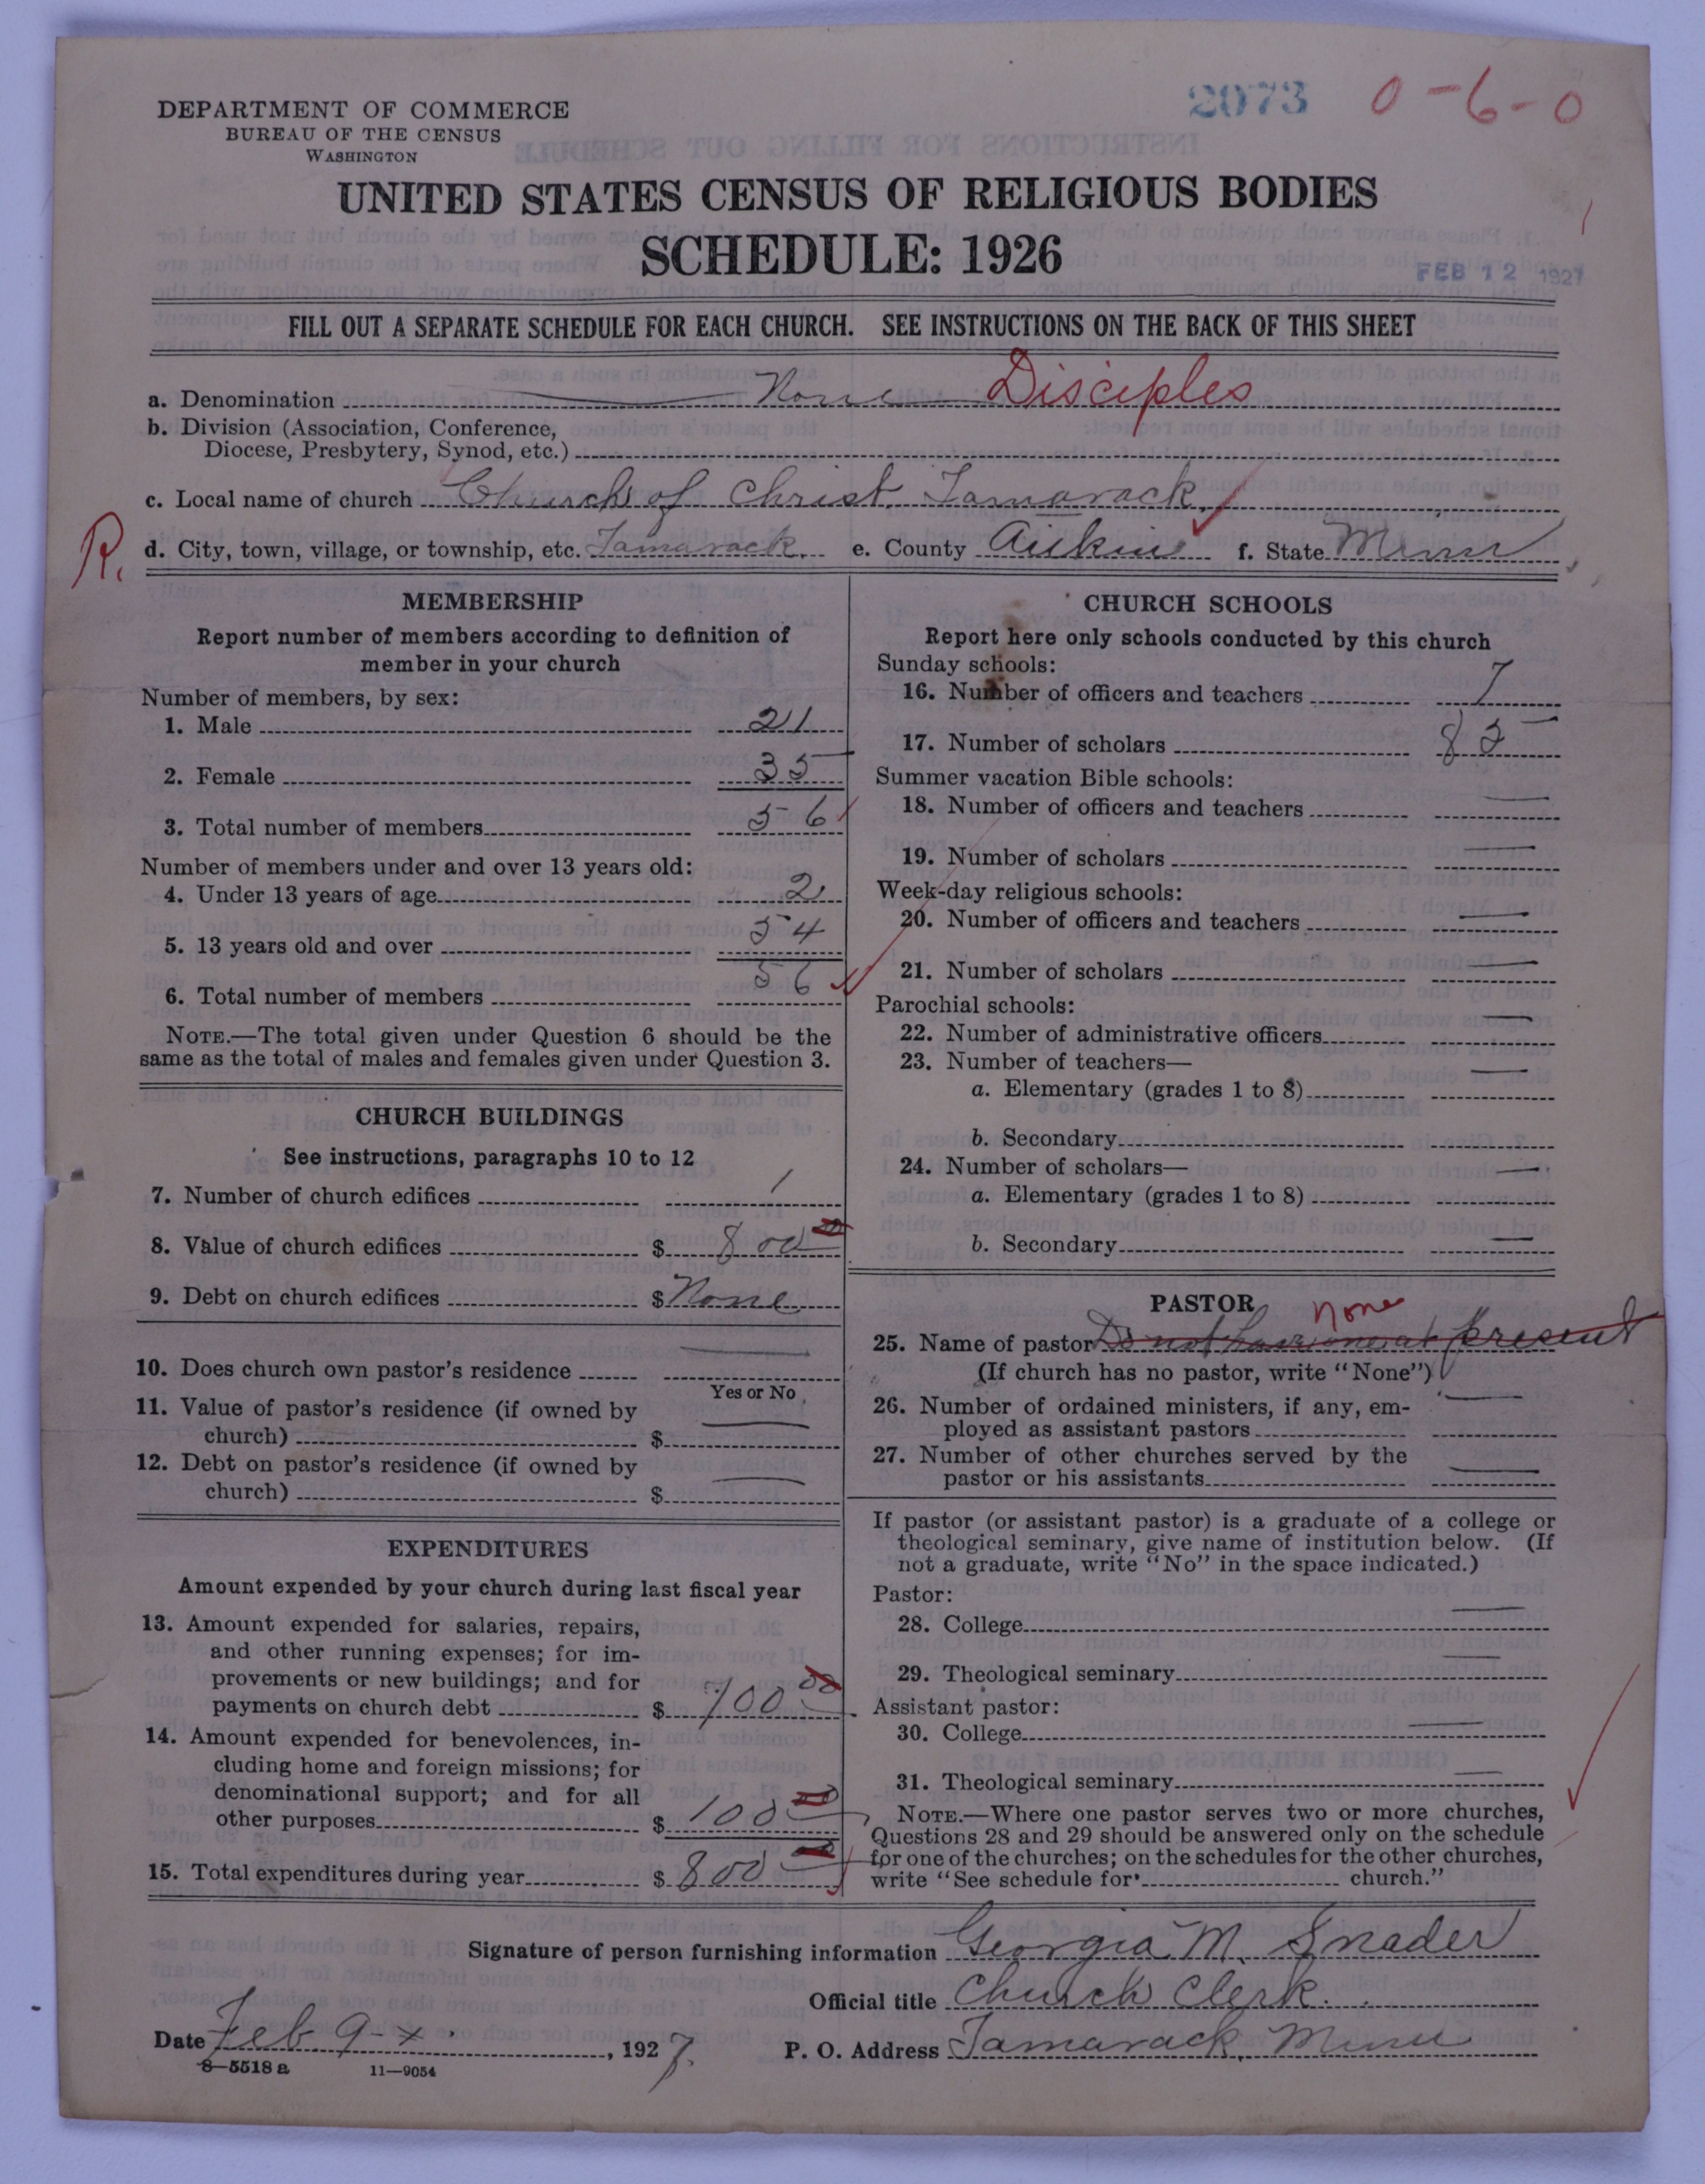 2073 0-6-0
DEPARTMENT OF COMMERCE
BUREAU OF THE CENSUS
WASHINGTON
UNITED STATES CENSUS OF RELIGIOUS BODIES
SCHEDULE: 1926
FEB 12 1927
FILL OUT A SEPARATE SCHEDULE FOR EACH CHURCH. SEE INSTRUCTIONS ON THE BACK OF THIS SHEET
a. Denomination None Disciples
b. Division (Association, Conference,
Diocese, Presbytery, Synod, etc.)
c. Local name of church Church of Christ, Tamarack,
R. d. City, town, village, or township, etc. Tamarack, e. County Aitkin f. State Minn
MEMBERSHIP
Report number of members according to definition of
member in your church
Number of members, by sex:
1. Male 21
2. Female 35
3. Total number of members 56
Number of members under and over 13 years old:
4. Under 13 years of age 2
5. 13 years old and over 54
6. Total number of members 56
NOTE.—The total given under Question 6 should be the
same as the total of males and females given under Question 3.
CHURCH BUILDINGS
See instructions, paragraphs 10 to 12
7. Number of church edifices 1
8. Value of church edifices $ 800 00
9. Debt on church edifices $ None
10. Does church own pastor's residence —
Yes or No
11. Value of pastor's residence (if owned by
church) $ —
12. Debt on pastor's residence (if owned by
church) $ —
EXPENDITURES
Amount expended by your church during last fiscal year
13. Amount expended for salaries, repairs,
and other running expenses; for im-
provements or new buildings; and for
payments on church debt $ 700 00
14. Amount expended for benevolences, in-
cluding home and foreign missions; for
denominational support; and for all
other purposes $ 100 00
15. Total expenditures during year $ 800 00
CHURCH SCHOOLS
Report here only schools conducted by this church
Sunday schools:
16. Number of officers and teachers 7
17. Number of scholars
Summer vacation Bible schools:
18. Number of officers and teachers —
19. Number of scholars —
Week-day religious schools:
20. Number of officers and teachers —
21. Number of scholars —
Parochial schools:
22. Number of administrative officers —
23. Number of teachers—
a. Elementary (grades 1 to 8) —
b. Secondary
24. Number of scholars—
a. Elementary (grades 1 to 8) —
b. Secondary —
PASTOR
None
25. Name of pastor Do not have one at present
(If church has no pastor, write "None")
26. Number of ordained ministers, if any, em-
ployed as assistant pastors —
27. Number of other churches served by the
pastor or his assistants —
If pastor (or assistant pastor) is a graduate of a college or
theological seminary, give name of institution below. (If
not a graduate, write "No" in the space indicated.)
Pastor:
28. College —
29. Theological seminary —
Assistant pastor:
30. College —
31. Theological seminary —
NOTE.—Where one pastor serves two or more churches,
Questions 28 and 29 should be answered only on the schedule
for one of the churches; on the schedules for the other churches,
write "See schedule for church."
Signature of person furnishing information Georgia M. Snader
Official title Church Clerk.
Date Feb 9-, 1927. P. O. Address Tamarack, Minn
8—5518 a 11—9054